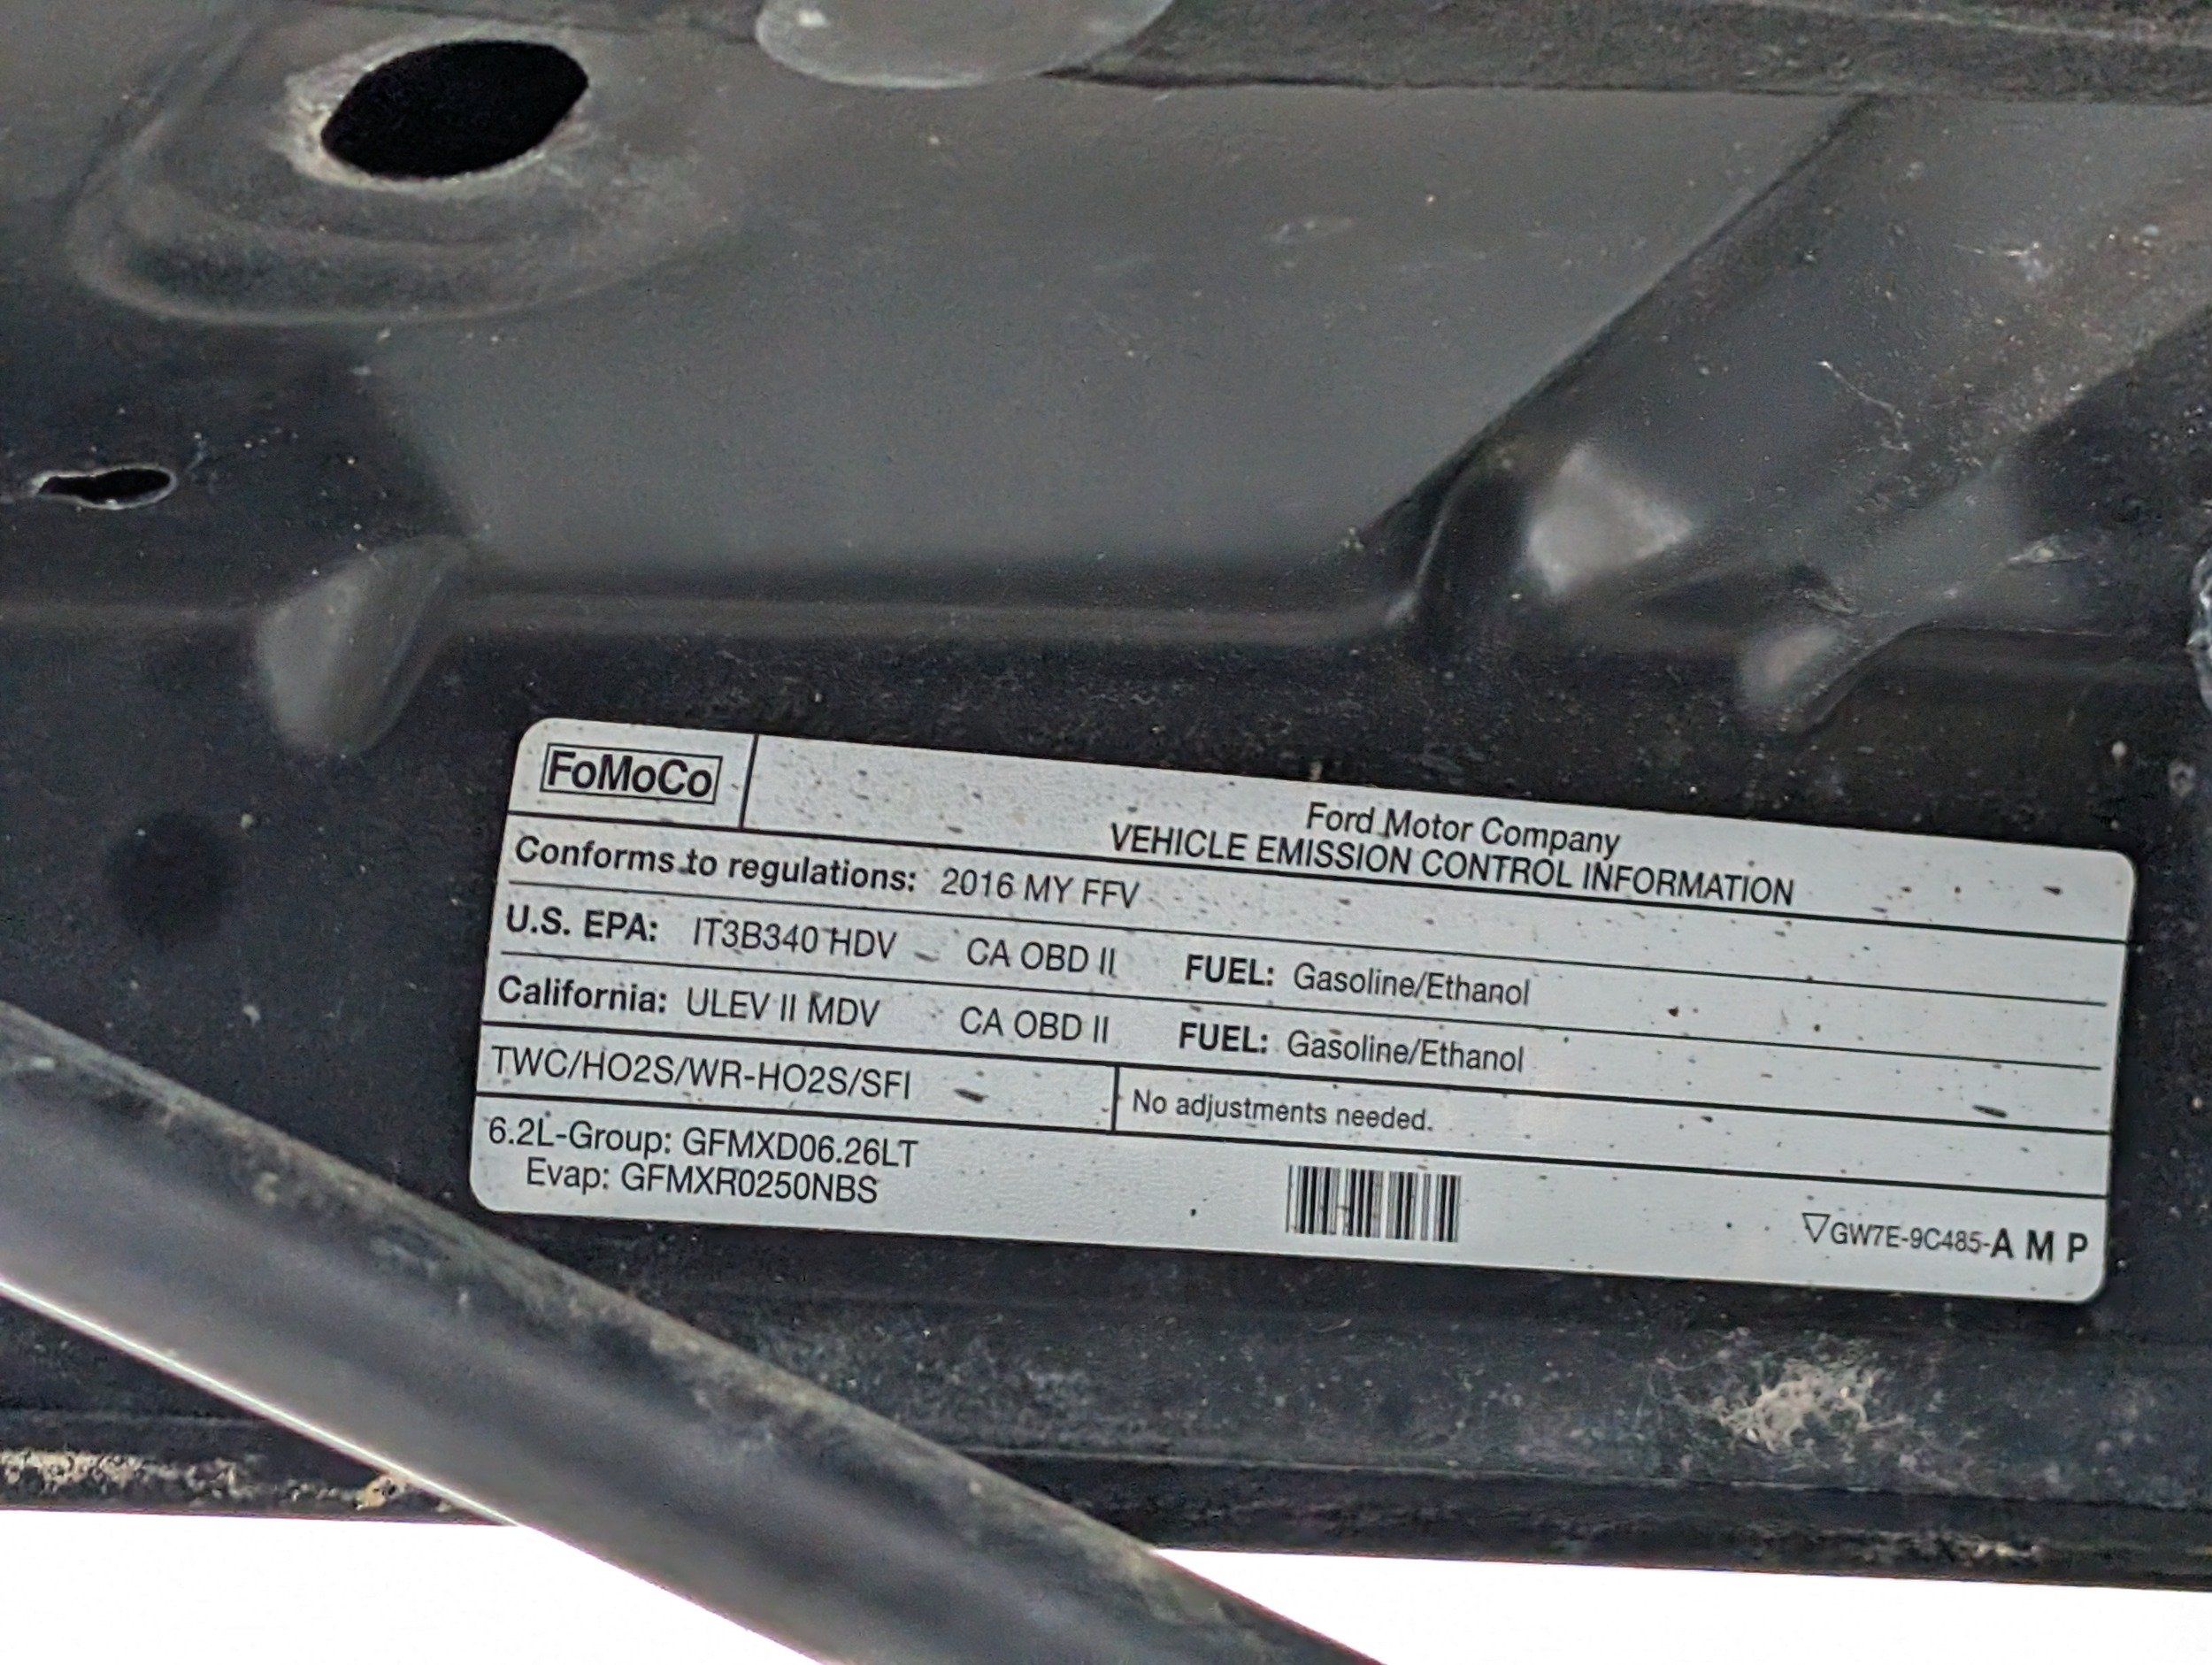 FoMoCo
Ford Motor Company
VEHICLE EMISSION CONTROL INFORMATION
Conforms to regulations: 2016 MY FFV
U.S. EPA: IT3B340 HDV CA OBD II FUEL: Gasoline/Ethanol
California: ULEV II MDV CA OBD II FUEL: Gasoline/Ethanol
TWC/HO2S/WR-HO2S/SFI No adjustments needed.
6.2L-Group: GFMXD06.26LT
Evap: GFMXR0250NBS
▽GW7E-9C485-A M P